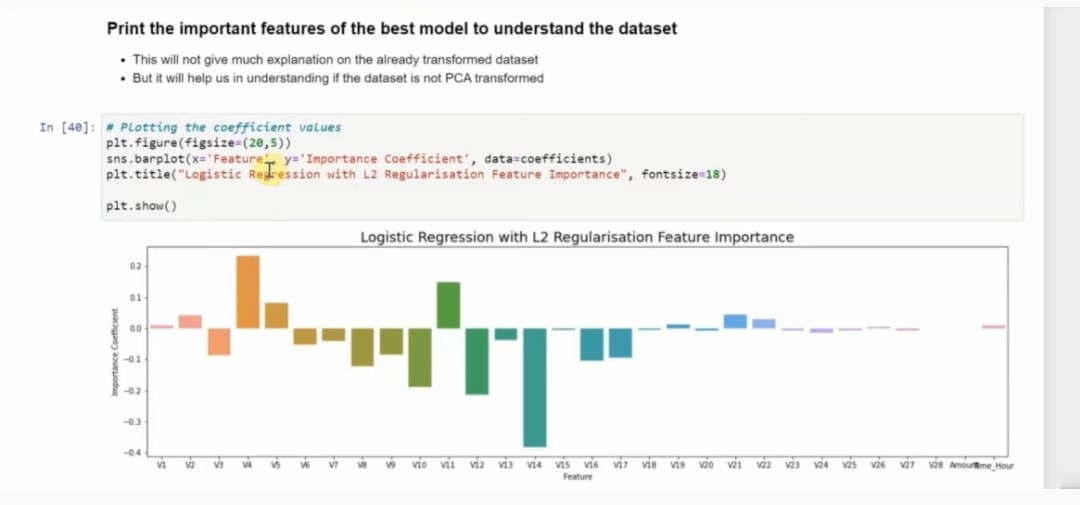 Print the important features of the best model to understand the dataset
• This will not give much explanation on the already transformed dataset
• But it will help us in understanding if the dataset is not PCA transformed
In [40]: # Plotting the coefficient values
plt.figure(figsize=(20,5))
sns.barplot(x='Feature', y='Importance Coefficient', data=coefficients)
plt.title("Logistic Regression with L2 Regularisation Feature Importance", fontsize=18)
plt.show()
Logistic Regression with L2 Regularisation Feature Importance
0.2
0.1
0.0
-0.1
-0.2
-0.3
-0.4
Importance Coefficient
V1 V2 V3 V4 V5 V6 V7 V8 V9 V10 V11 V12 V13 V14 V15 V16 V17 V18 V19 V20 V21 V22 V23 V24 V25 V26 V27 V28
Feature